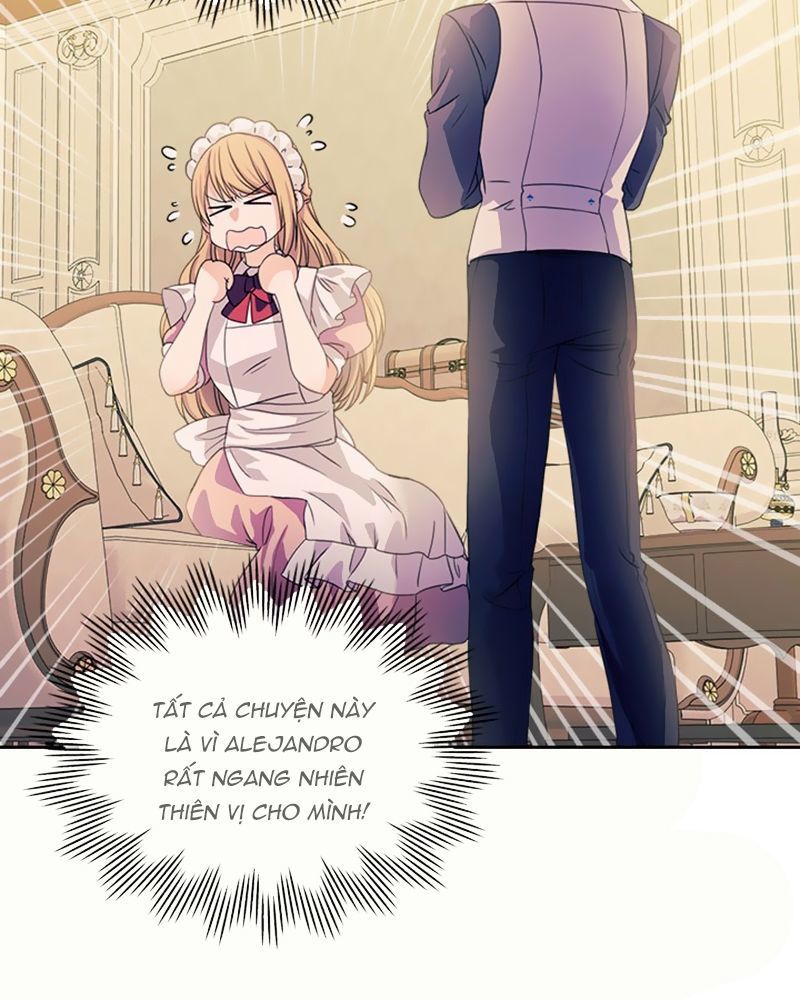 TẤT CẢ CHUYỆN NÀY
LÀ VÌ ALEJANDRO
RẤT NGANG NHIÊN
THIÊN VỊ CHO MÌNH!